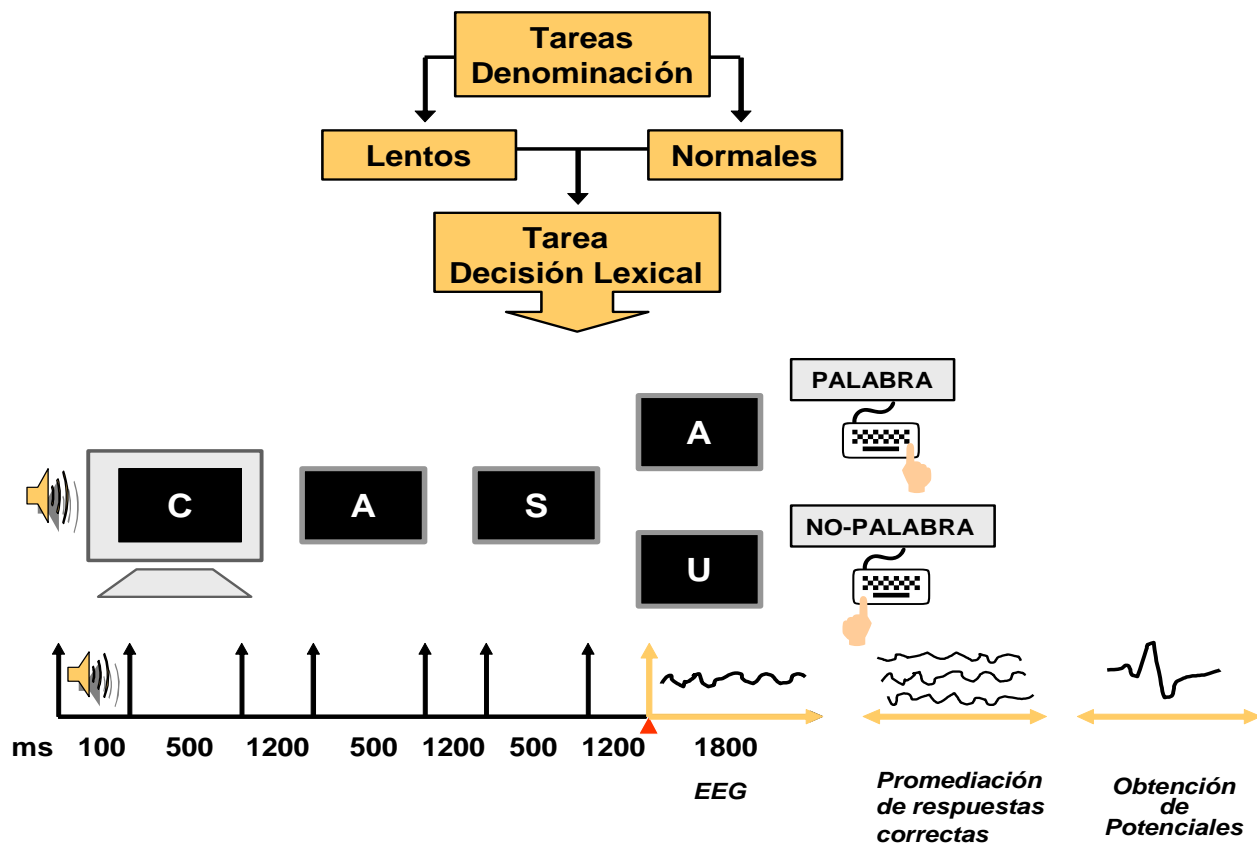 Tareas
Denominación
Lentos
Normales
Tarea
Decisión Lexical
PALABRA
A
C
A
S
NO-PALABRA
U
ms 100 500 1200 500 1200 500 1200 1800
EEG
Promediación
de respuestas
correctas
Obtención
de
Potenciales